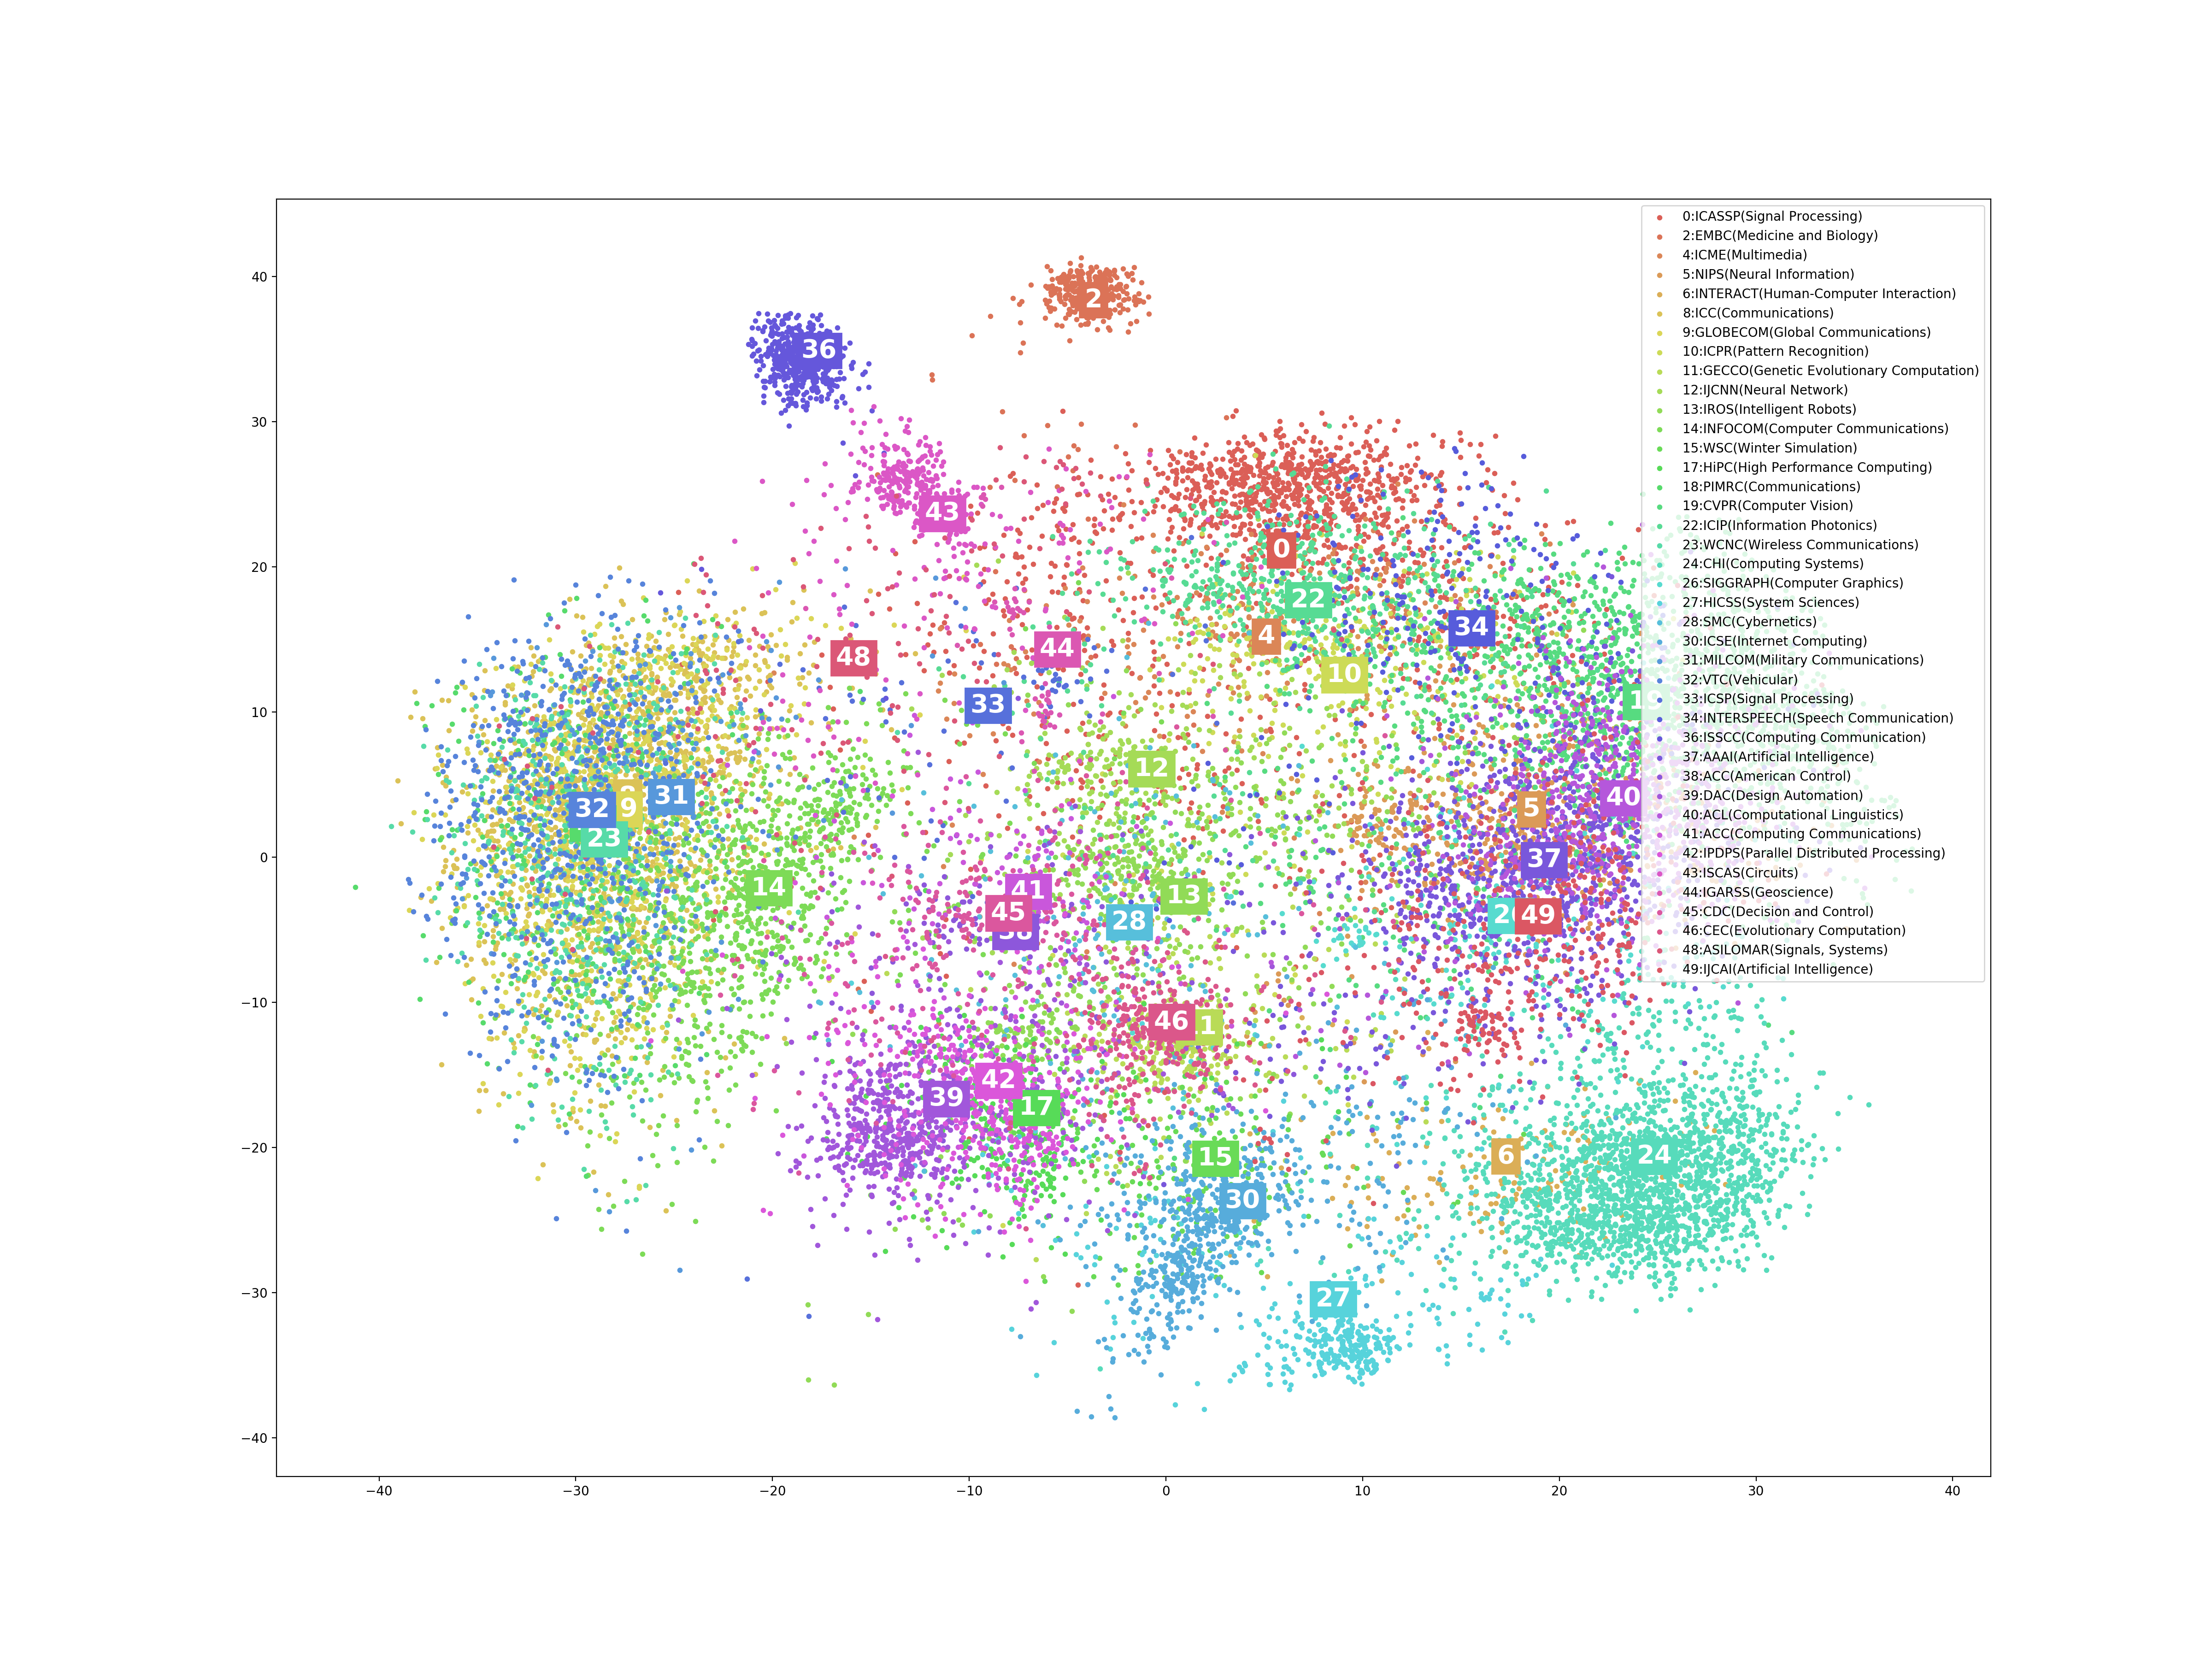 0:ICASSP(Signal Processing)
2:EMBC(Medicine and Biology)
4:ICME(Multimedia)
5:NIPS(Neural Information)
6:INTERACT(Human-Computer Interaction)
8:ICC(Communications)
9:GLOBECOM(Global Communications)
10:ICPR(Pattern Recognition)
11:GECCO(Genetic Evolutionary Computation)
12:IJCNN(Neural Network)
13:IROS(Intelligent Robots)
14:INFOCOM(Computer Communications)
15:WSC(Winter Simulation)
17:HiPC(High Performance Computing)
18:PIMRC(Communications)
19:CVPR(Computer Vision)
22:ICIP(Information Photonics)
23:WCNC(Wireless Communications)
24:CHI(Computing Systems)
26:SIGGRAPH(Computer Graphics)
27:HICSS(System Sciences)
28:SMC(Cybernetics)
30:ICSE(Internet Computing)
31:MILCOM(Military Communications)
32:VTC(Vehicular)
33:ICSP(Signal Processing)
34:INTERSPEECH(Speech Communication)
36:ISSCC(Computing Communication)
37:AAAI(Artificial Intelligence)
38:ACC(American Control)
39:DAC(Design Automation)
40:ACL(Computational Linguistics)
41:ACC(Computing Communications)
42:IPDPS(Parallel Distributed Processing)
43:ISCAS(Circuits)
44:IGARSS(Geoscience)
45:CDC(Decision and Control)
46:CEC(Evolutionary Computation)
48:ASILOMAR(Signals, Systems)
49:IJCAI(Artificial Intelligence)
40
30
20
10
0
−10
−20
−30
−40
2
36
43
0
22
34
4
44
48
10
33
12
31
32
9
23
40
5
37
14
41
13
45
28
49
46
42
39
17
15
6
24
30
27
−40
−30
−20
−10
0
10
20
30
40